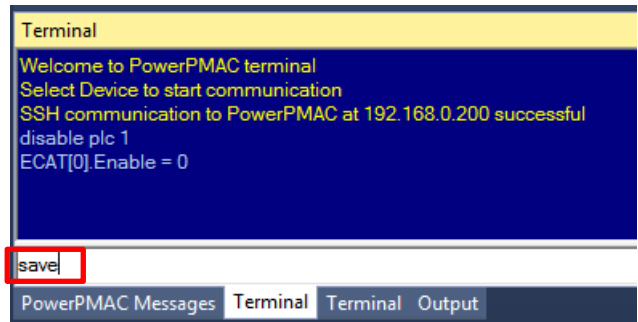 Terminal
Welcome to PowerPMAC terminal
Select Device to start communication
SSH communication to PowerPMAC at 192.168.0.200 successful
disable plc 1
ECAT[0].Enable = 0
save
PowerPMAC Messages Terminal Terminal Output